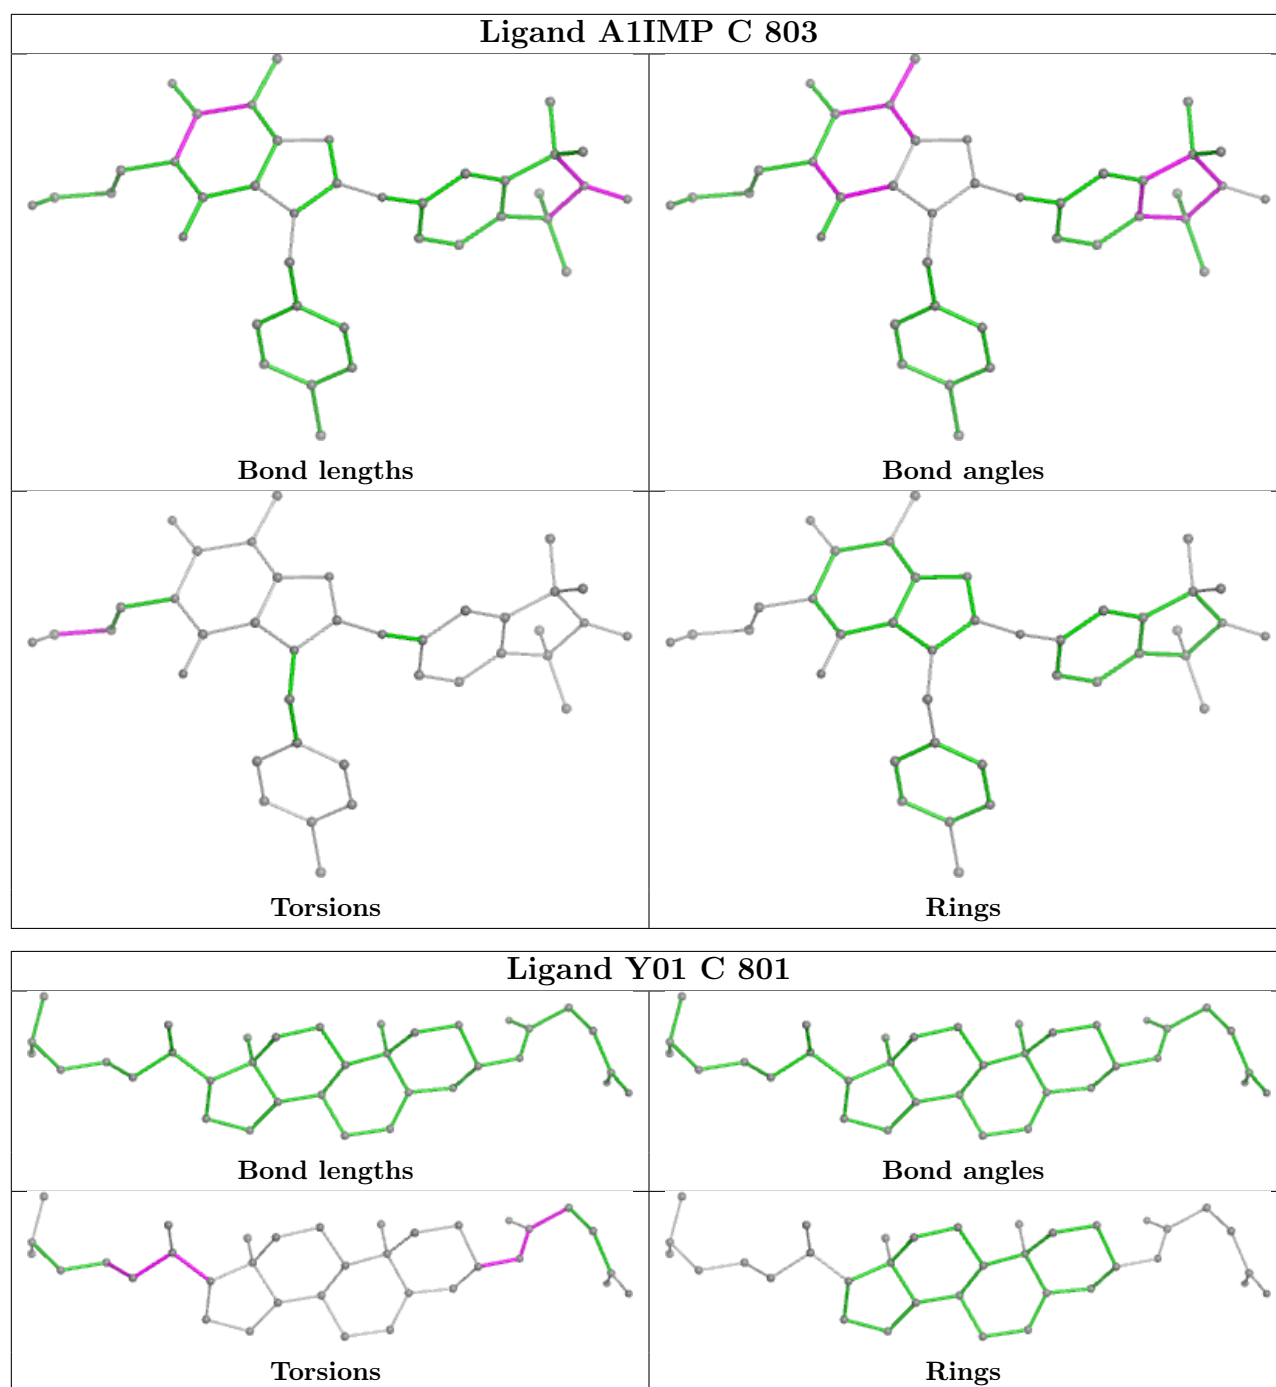 Ligand A1IMP C 803
Bond lengths
Bond angles
Torsions
Rings
Ligand Y01 C 801
Bond lengths
Bond angles
Torsions
Rings